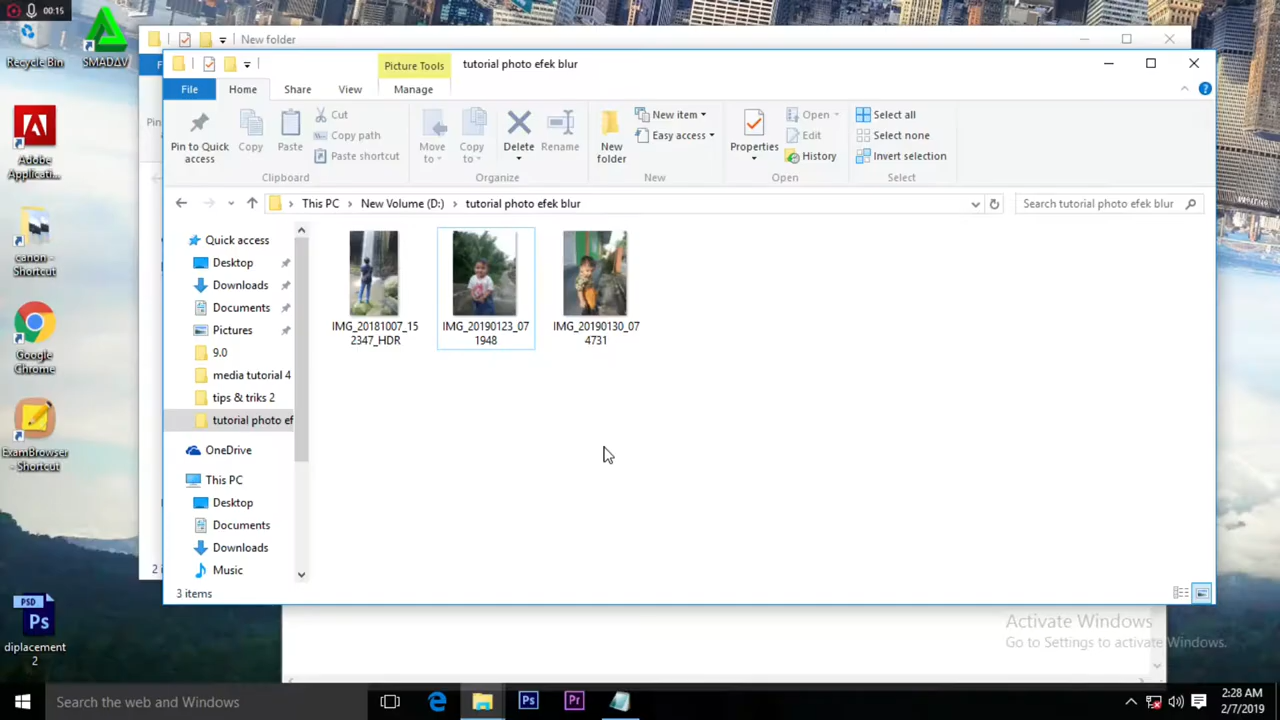 00:15
New folder
Recycle Bin
SMADAV
Picture Tools
tutorial photo efek blur
File
Home
Share
View
Manage
Pin to Quick access
Copy
Paste
Cut
Copy path
Paste shortcut
Move to
Copy to
Delete
Rename
New folder
New item
Easy access
Properties
Open
Edit
History
Select all
Select none
Invert selection
Clipboard
Organize
New
Open
Select
This PC
New Volume (D:)
tutorial photo efek blur
Search tutorial photo efek blur
Adobe
Applicati...
canon -
Shortcut
Google
Chrome
ExamBrowser
- Shortcut
PSD
Ps
diplacement
2
Quick access
Desktop
Downloads
Documents
Pictures
9.0
media tutorial 4
tips & triks 2
tutorial photo ef
OneDrive
This PC
Desktop
Documents
Downloads
Music
IMG_20181007_15
2347_HDR
IMG_20190123_07
1948
IMG_20190130_07
4731
3 items
Activate Windows
Go to Settings to activate Windows.
Search the web and Windows
Ps
Pr
2:28 AM
2/7/2019